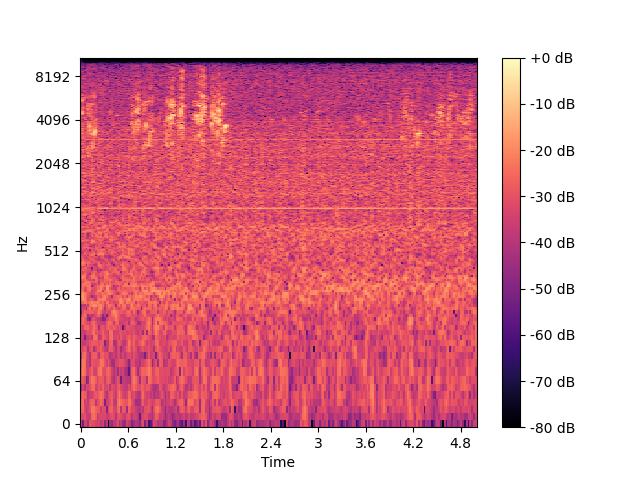 8192
4096
2048
1024
512
256
128
64
0
Hz
0 0.6 1.2 1.8 2.4 3 3.6 4.2 4.8
Time
+0 dB
-10 dB
-20 dB
-30 dB
-40 dB
-50 dB
-60 dB
-70 dB
-80 dB